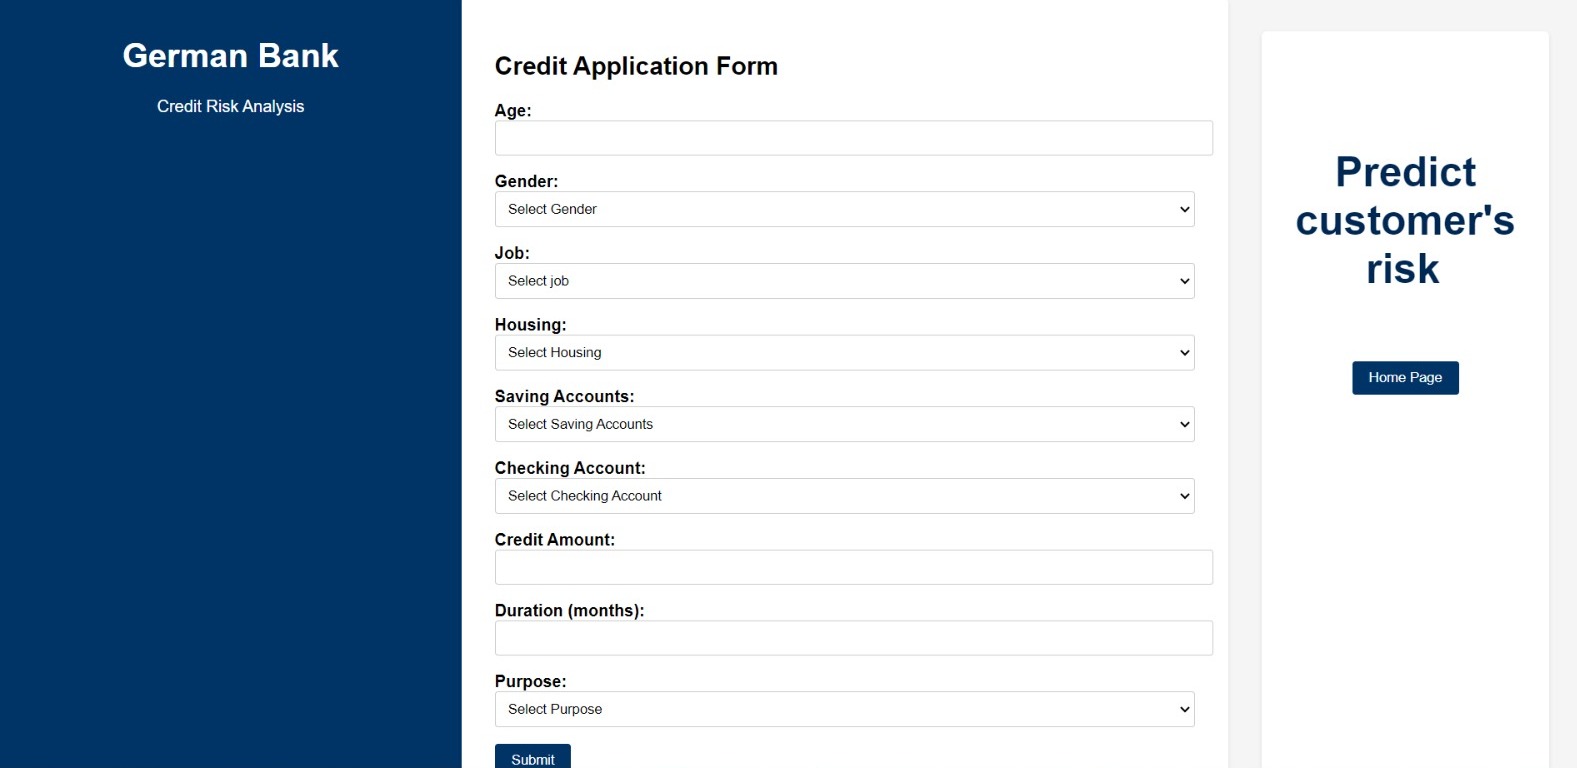 German Bank
Credit Risk Analysis
Credit Application Form
Age:
Gender:
Select Gender
Job:
Select job
Housing:
Select Housing
Saving Accounts:
Select Saving Accounts
Checking Account:
Select Checking Account
Credit Amount:
Duration (months):
Purpose:
Select Purpose
Submit
Predict
customer's
risk
Home Page